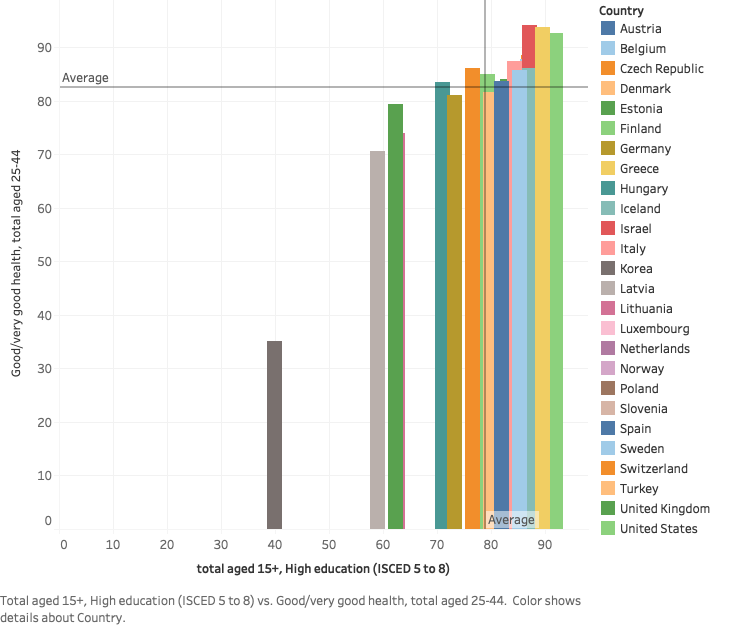 Country
Austria
Belgium
Czech Republic
Denmark
Estonia
Finland
Germany
Greece
Hungary
Iceland
Israel
Italy
Korea
Latvia
Lithuania
Luxembourg
Netherlands
Norway
Poland
Slovenia
Spain
Sweden
Switzerland
Turkey
United Kingdom
United States
Good/very good health, total aged 25-44
90
80
70
60
50
40
30
20
10
0
Average
Average
0 10 20 30 40 50 60 70 80 90
total aged 15+, High education (ISCED 5 to 8)
Total aged 15+, High education (ISCED 5 to 8) vs. Good/very good health, total aged 25-44. Color shows
details about Country.